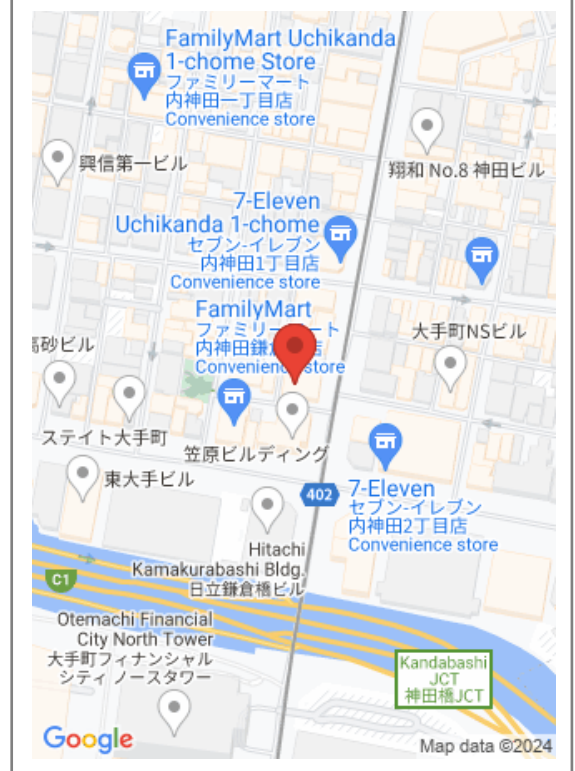 FamilyMart Uchikanda
1-chome Store
ファミリーマート
内神田一丁目店
Convenience store
興信第一ビル
翔和 No.8 神田ビル
7-Eleven
Uchikanda 1-chome
セブン-イレブン
内神田1丁目店
Convenience store
FamilyMart
ファミリーマート
内神田鎌 店
Convenience store
大手町NSビル
高砂ビル
ステイト大手町
笠原ビルディング
東大手ビル
402
7-Eleven
セブン-イレブン
内神田2丁目店
Convenience store
Hitachi
Kamakurabashi Bldg.
日立鎌倉橋ビル
C1
Otemachi Financial
City North Tower
大手町フィナンシャル
シティ ノースタワー
Kandabashi
JCT
神田橋JCT
Google
Map data ©2024